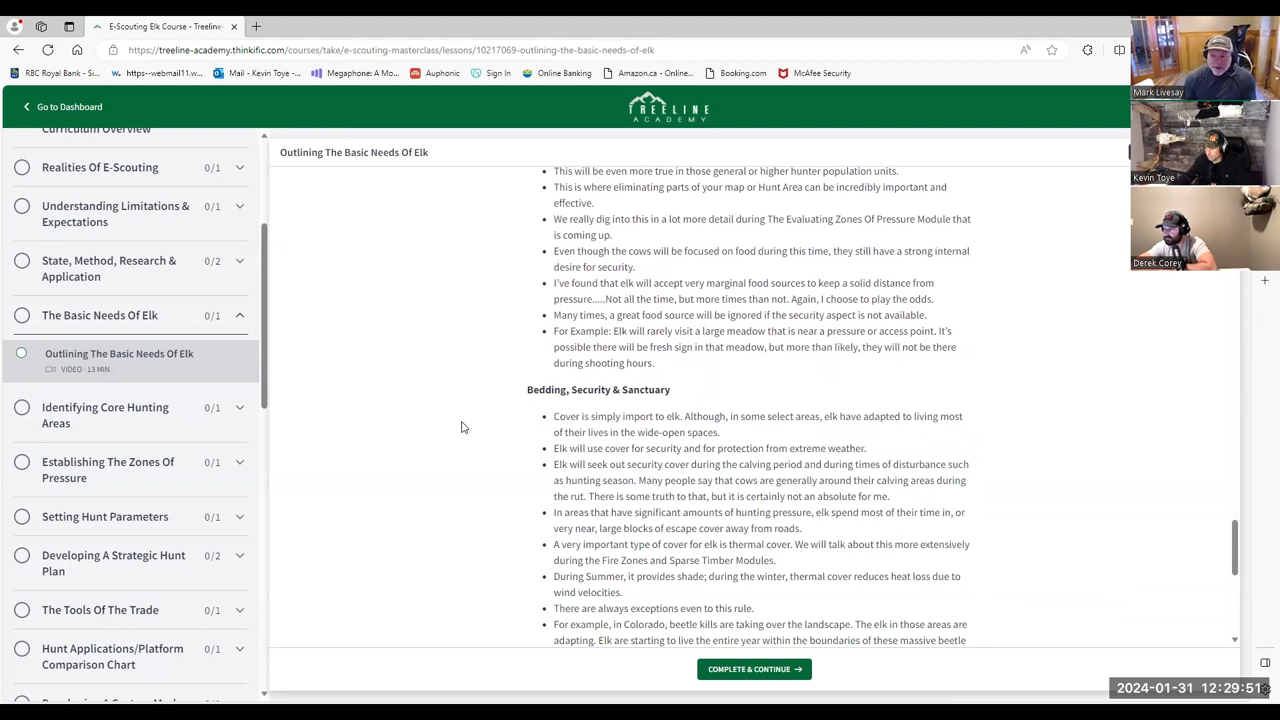 E-Scouting Elk Course - Treeline-
https://treeline-academy.thinkific.com/courses/take/e-scouting-masterclass/lessons/10217069-outlining-the-basic-needs-of-elk
RBC Royal Bank - Si...
https--webmail11.w...
Mail - Kevin Toye -...
Megaphone: A Mo...
Auphonic
Sign In
Online Banking
Amazon.ca - Online...
Booking.com
McAfee Security
Go to Dashboard
TREELINE
ACADEMY
Mark Livesay
Kevin Toye
Derek Corey
Curriculum Overview
Realities Of E-Scouting 0/1
Understanding Limitations & 0/1
Expectations
State, Method, Research & 0/2
Application
The Basic Needs Of Elk 0/1
Outlining The Basic Needs Of Elk
VIDEO · 13 MIN
Identifying Core Hunting 0/1
Areas
Establishing The Zones Of 0/1
Pressure
Setting Hunt Parameters 0/1
Developing A Strategic Hunt 0/2
Plan
The Tools Of The Trade 0/1
Hunt Applications/Platform 0/1
Comparison Chart
Outlining The Basic Needs Of Elk
• This will be even more true in those general or higher hunter population units.
• This is where eliminating parts of your map or Hunt Area can be incredibly important and
effective.
• We really dig into this in a lot more detail during The Evaluating Zones Of Pressure Module that
is coming up.
• Even though the cows will be focused on food during this time, they still have a strong internal
desire for security.
• I've found that elk will accept very marginal food sources to keep a solid distance from
pressure.....Not all the time, but more times than not. Again, I choose to play the odds.
• Many times, a great food source will be ignored if the security aspect is not available.
• For Example: Elk will rarely visit a large meadow that is near a pressure or access point. It's
possible there will be fresh sign in that meadow, but more than likely, they will not be there
during shooting hours.
Bedding, Security & Sanctuary
• Cover is simply import to elk. Although, in some select areas, elk have adapted to living most
of their lives in the wide-open spaces.
• Elk will use cover for security and for protection from extreme weather.
• Elk will seek out security cover during the calving period and during times of disturbance such
as hunting season. Many people say that cows are generally around their calving areas during
the rut. There is some truth to that, but it is certainly not an absolute for me.
• In areas that have significant amounts of hunting pressure, elk spend most of their time in, or
very near, large blocks of escape cover away from roads.
• A very important type of cover for elk is thermal cover. We will talk about this more extensively
during the Fire Zones and Sparse Timber Modules.
• During Summer, it provides shade; during the winter, thermal cover reduces heat loss due to
wind velocities.
• There are always exceptions even to this rule.
• For example, in Colorado, beetle kills are taking over the landscape. The elk in those areas are
adapting. Elk are starting to live the entire year within the boundaries of these massive beetle
COMPLETE & CONTINUE →
2024-01-31 12:29:51